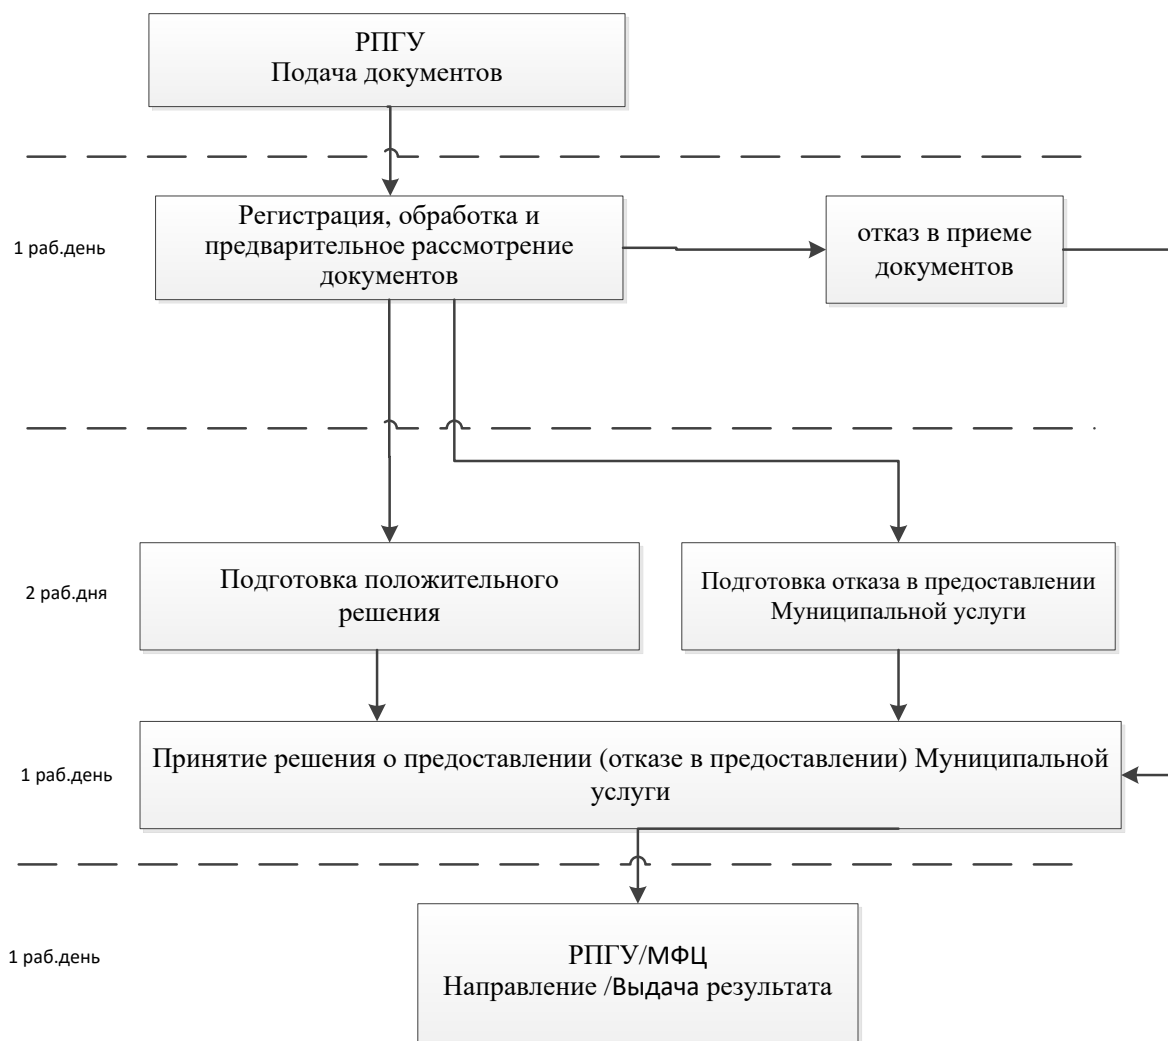 РПГУ
Подача документов
1 раб.день
Регистрация, обработка и
предварительное рассмотрение
документов
отказ в приеме
документов
2 раб.дня
Подготовка положительного
решения
Подготовка отказа в предоставлении
Муниципальной услуги
1 раб.день
Принятие решения о предоставлении (отказе в предоставлении) Муниципальной
услуги
1 раб.день
РПГУ/МФЦ
Направление /Выдача результата